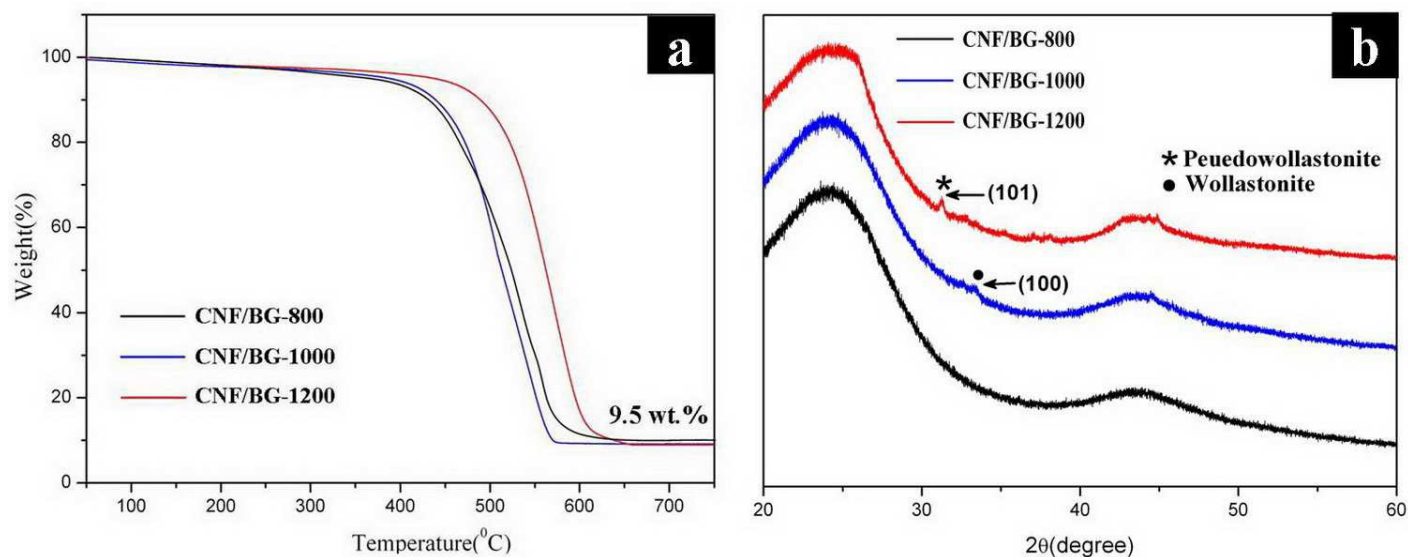 a
100
80
60
40
20
0
Weight(%)
CNF/BG-800
CNF/BG-1000
CNF/BG-1200
9.5 wt.%
100 200 300 400 500 600 700
Temperature(⁰C)
b
CNF/BG-800
CNF/BG-1000
CNF/BG-1200
* Peuedowollastonite
● Wollastonite
*
(101)
●
(100)
20 30 40 50 60
2θ(degree)